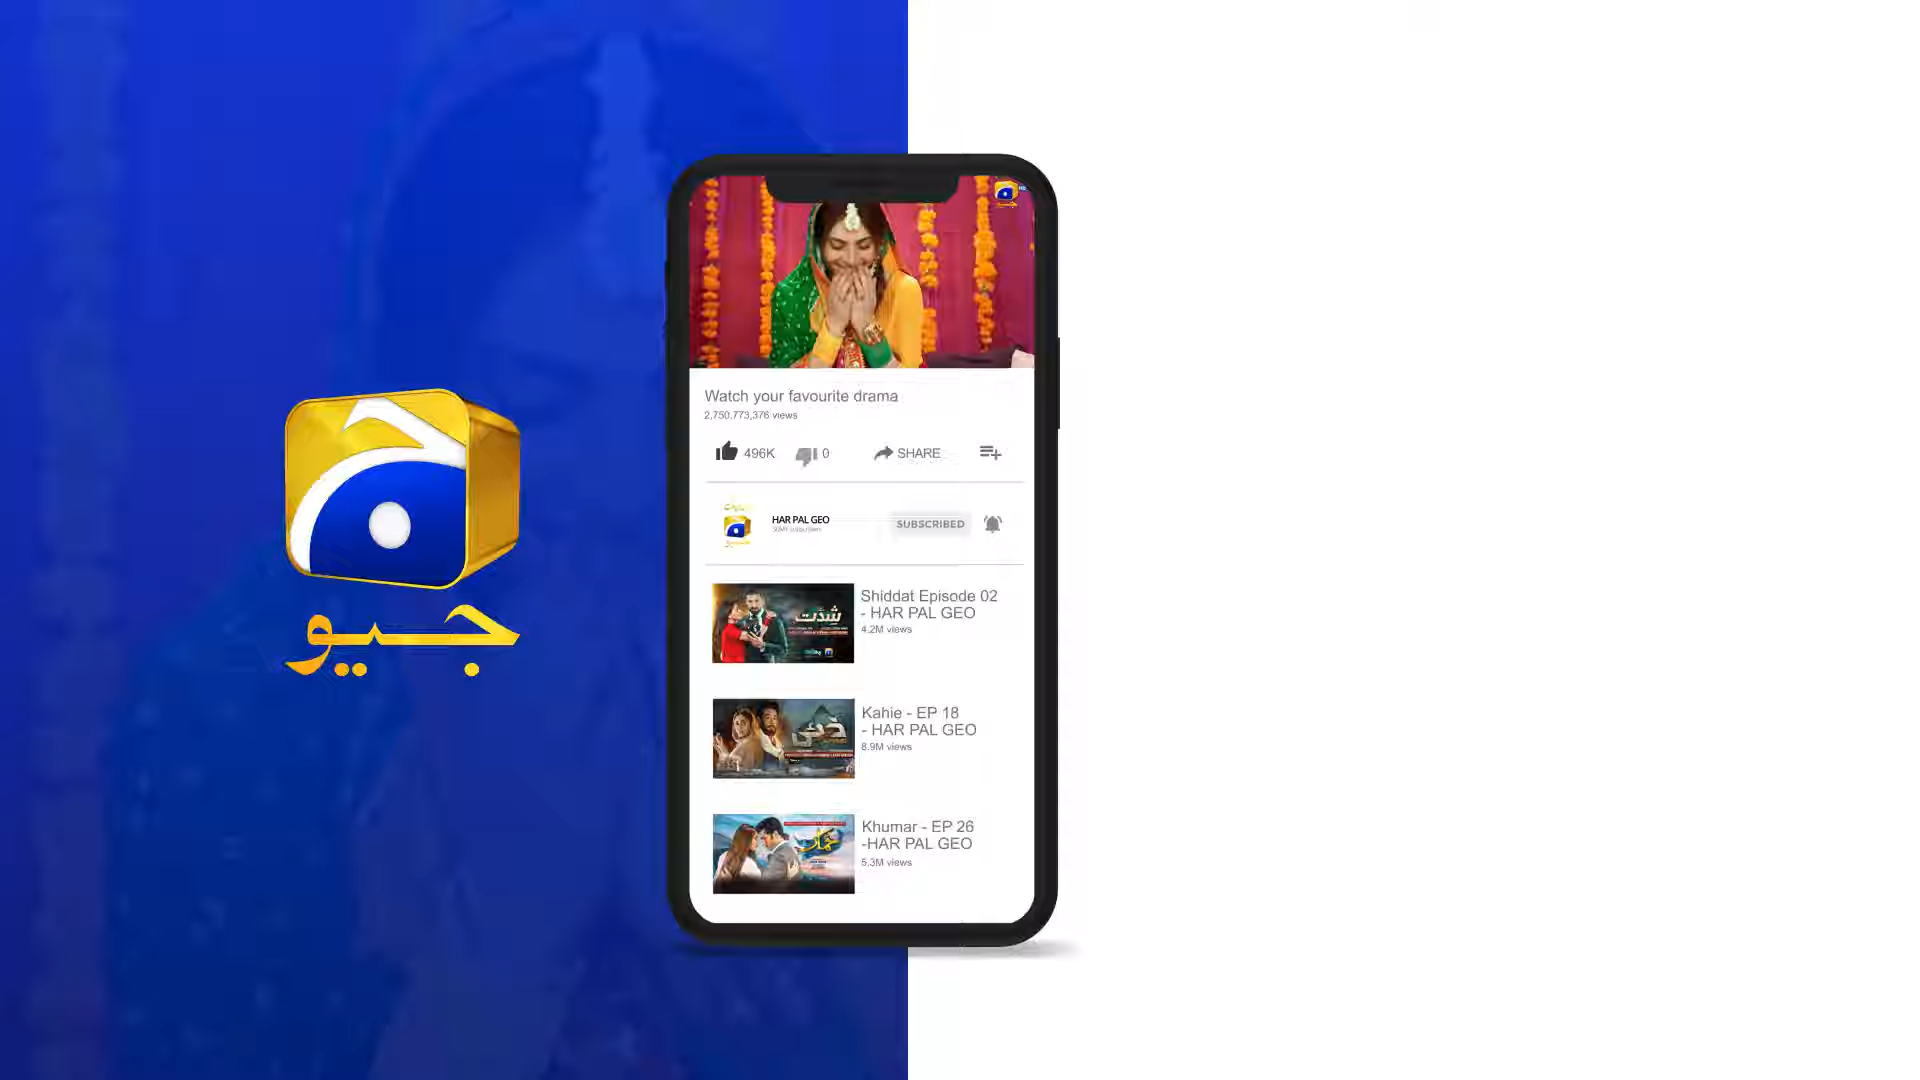 جیو
Watch your favourite drama
2,750,773,376 views
496K
0
SHARE
HAR PAL GEO
SUBSCRIBED
شدت
Shiddat Episode 02
- HAR PAL GEO
4.2M views
Kahie - EP 18
- HAR PAL GEO
8.9M views
خمار
Khumar - EP 26
-HAR PAL GEO
5.3M views